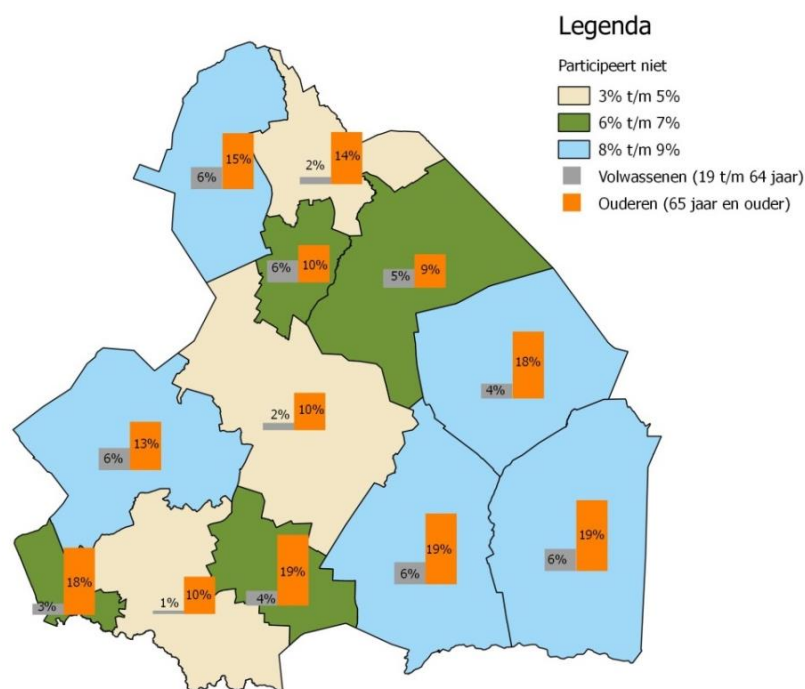 Legenda
Participeert niet
3% t/m 5%
6% t/m 7%
8% t/m 9%
Volwassenen (19 t/m 64 jaar)
Ouderen (65 jaar en ouder)
6% 15%
2% 14%
6% 10%
5% 9%
4% 18%
2% 10%
6% 13%
6% 19%
6% 19%
3% 18%
1% 10%
4% 19%